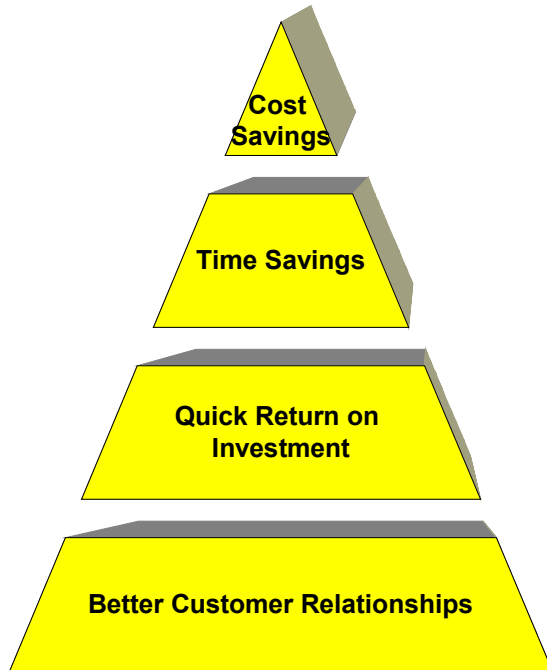 Cost
Savings
Time Savings
Quick Return on
Investment
Better Customer Relationships